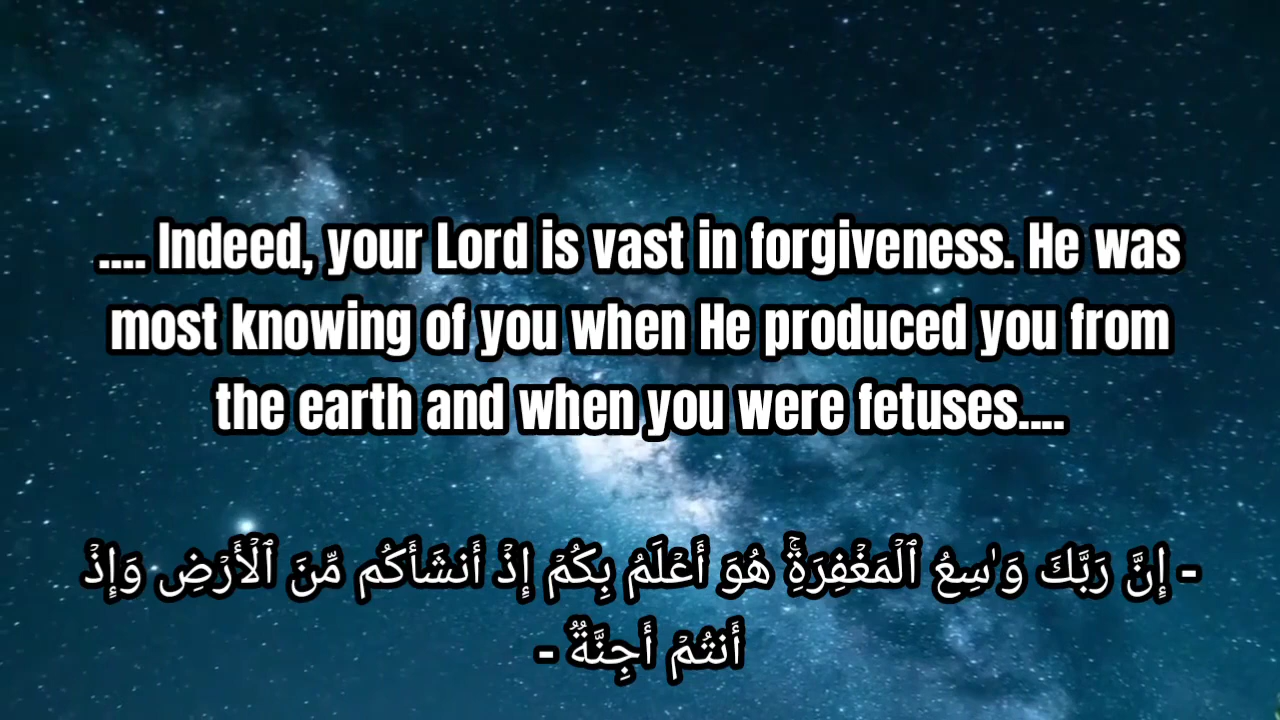 .... Indeed, your Lord is vast in forgiveness. He was
most knowing of you when He produced you from
the earth and when you were fetuses....
- إِنَّ رَبَّكَ وَٰسِعُ ٱلۡمَغۡفِرَةِۚ هُوَ أَعۡلَمُ بِكُمۡ إِذۡ أَنشَأَكُم مِّنَ ٱلۡأَرۡضِ وَإِذۡ
أَنتُمۡ أَجِنَّةٞ -